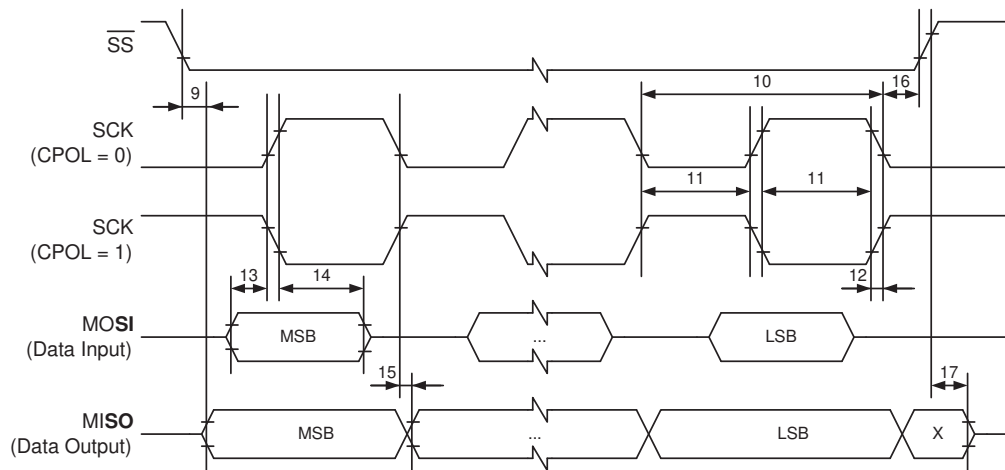 SS
10
9
16
SCK
(CPOL = 0)
11
11
SCK
(CPOL = 1)
13
14
12
MOSI
(Data Input)
MSB
...
LSB
15
17
MISO
(Data Output)
MSB
...
LSB
X